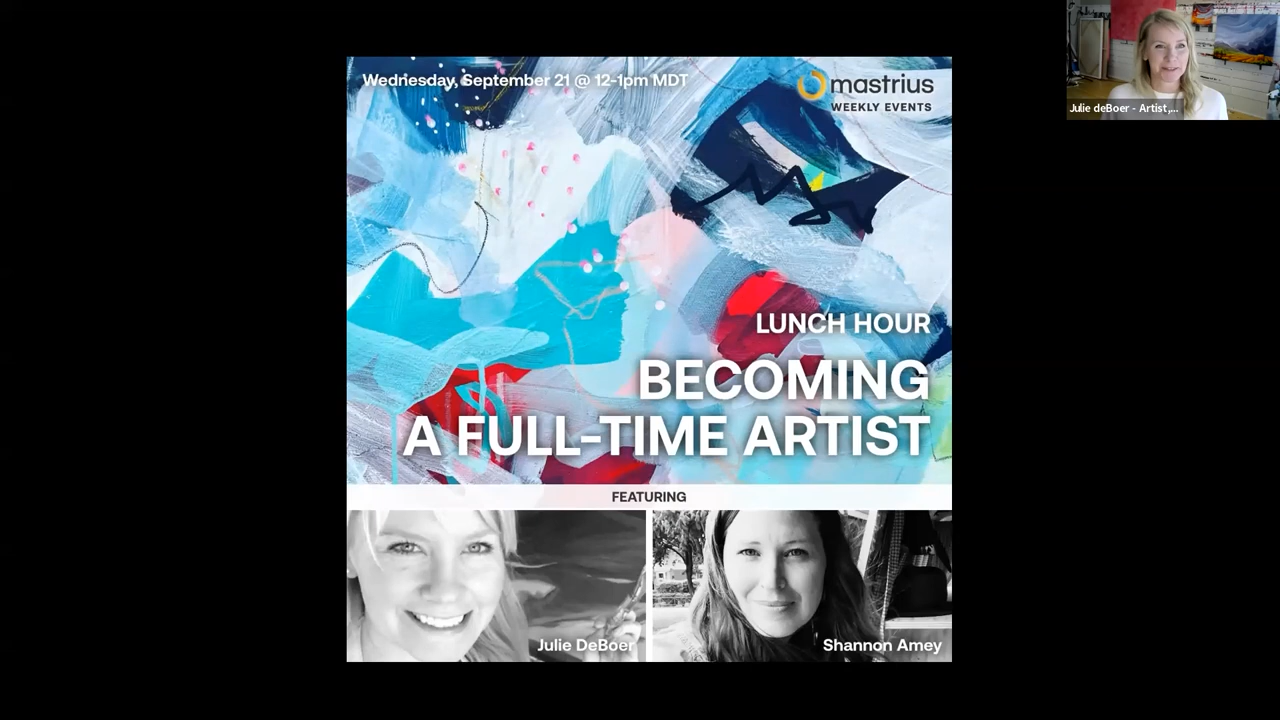 Wednesday, September 21 @ 12-1pm MDT
mastrius
WEEKLY EVENTS
LUNCH HOUR
BECOMING
A FULL-TIME ARTIST
FEATURING
Julie DeBoer
Shannon Amey
Julie deBoer - Artist,...